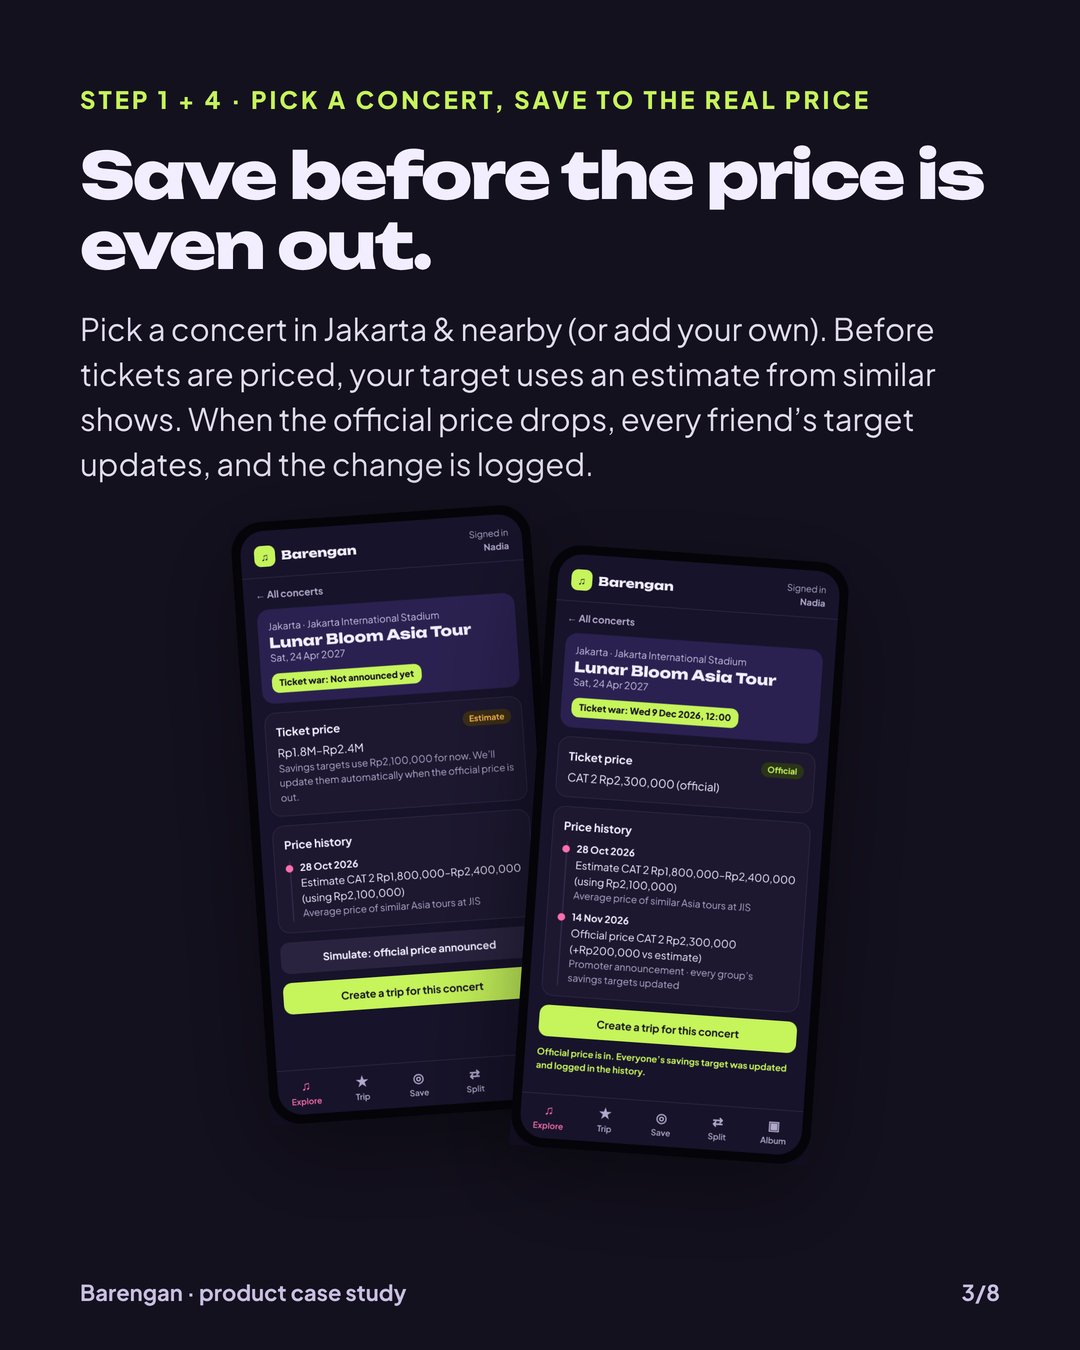 STEP 1 + 4 · PICK A CONCERT, SAVE TO THE REAL PRICE
Save before the price is
even out.
Pick a concert in Jakarta & nearby (or add your own). Before
tickets are priced, your target uses an estimate from similar
shows. When the official price drops, every friend’s target
updates, and the change is logged.
Barengan
Signed in
Nadia
← All concerts
Jakarta · Jakarta International Stadium
Lunar Bloom Asia Tour
Sat, 24 Apr 2027
Ticket war: Not announced yet
Ticket price
Estimate
Rp1.8M–Rp2.4M
Savings targets use Rp2,100,000 for now. We’ll
update them automatically when the official price is
out.
Price history
28 Oct 2026
Estimate CAT 2 Rp1,800,000–Rp2,400,000
(using Rp2,100,000)
Average price of similar Asia tours at JIS
Simulate: official price announced
Create a trip for this concert
Explore
Trip
Save
Split
Barengan
Signed in
Nadia
← All concerts
Jakarta · Jakarta International Stadium
Lunar Bloom Asia Tour
Sat, 24 Apr 2027
Ticket war: Wed 9 Dec 2026, 12:00
Ticket price
Official
CAT 2 Rp2,300,000 (official)
Price history
28 Oct 2026
Estimate CAT 2 Rp1,800,000–Rp2,400,000
(using Rp2,100,000)
Average price of similar Asia tours at JIS
14 Nov 2026
Official price CAT 2 Rp2,300,000
(+Rp200,000 vs estimate)
Promoter announcement · every group’s
savings targets updated
Create a trip for this concert
Official price is in. Everyone’s savings target was updated
and logged in the history.
Explore
Trip
Save
Split
Album
Barengan · product case study
3/8